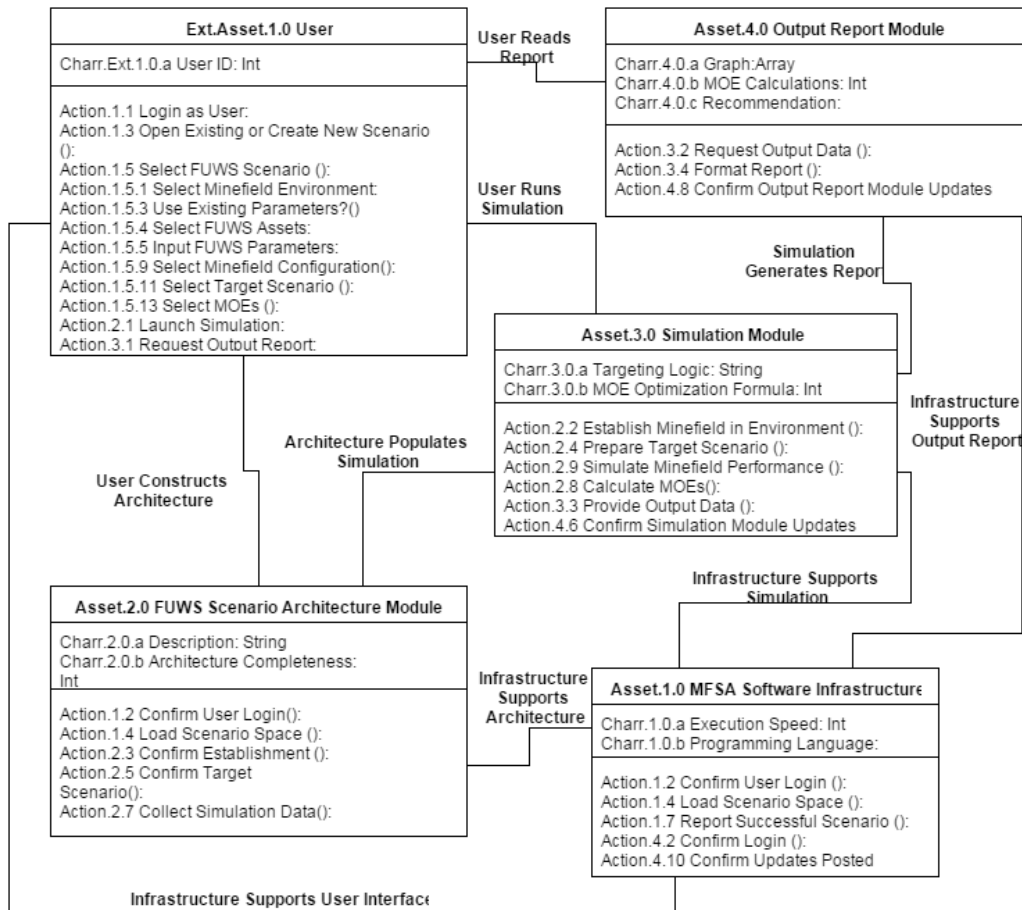 Ext.Asset.1.0 User
Charr.Ext.1.0.a User ID: Int
Action.1.1 Login as User:
Action.1.3 Open Existing or Create New Scenario
():
Action.1.5 Select FUWS Scenario ():
Action.1.5.1 Select Minefield Environment:
Action.1.5.3 Use Existing Parameters?()
Action.1.5.4 Select FUWS Assets:
Action.1.5.5 Input FUWS Parameters:
Action.1.5.9 Select Minefield Configuration():
Action.1.5.11 Select Target Scenario ():
Action.1.5.13 Select MOEs ():
Action.2.1 Launch Simulation:
Action.3.1 Request Output Report:
User Reads
Report
Asset.4.0 Output Report Module
Charr.4.0.a Graph:Array
Charr.4.0.b MOE Calculations: Int
Charr.4.0.c Recommendation:
Action.3.2 Request Output Data ():
Action.3.4 Format Report ():
Action.4.8 Confirm Output Report Module Updates
User Runs
Simulation
Simulation
Generates Report
Asset.3.0 Simulation Module
Charr.3.0.a Targeting Logic: String
Charr.3.0.b MOE Optimization Formula: Int
Action.2.2 Establish Minefield in Environment ():
Action.2.4 Prepare Target Scenario ():
Action.2.9 Simulate Minefield Performance ():
Action.2.8 Calculate MOEs():
Action.3.3 Provide Output Data ():
Action.4.6 Confirm Simulation Module Updates
Infrastructure
Supports
Output Report
Architecture Populates
Simulation
User Constructs
Architecture
Infrastructure Supports
Simulation
Asset.2.0 FUWS Scenario Architecture Module
Charr.2.0.a Description: String
Charr.2.0.b Architecture Completeness:
Int
Action.1.2 Confirm User Login():
Action.1.4 Load Scenario Space ():
Action.2.3 Confirm Establishment ():
Action.2.5 Confirm Target
Scenario():
Action.2.7 Collect Simulation Data():
Infrastructure
Supports
Architecture
Asset.1.0 MFSA Software Infrastructure
Charr.1.0.a Execution Speed: Int
Charr.1.0.b Programming Language:
Action.1.2 Confirm User Login ():
Action.1.4 Load Scenario Space ():
Action.1.7 Report Successful Scenario ():
Action.4.2 Confirm Login ():
Action.4.10 Confirm Updates Posted
Infrastructure Supports User Interface